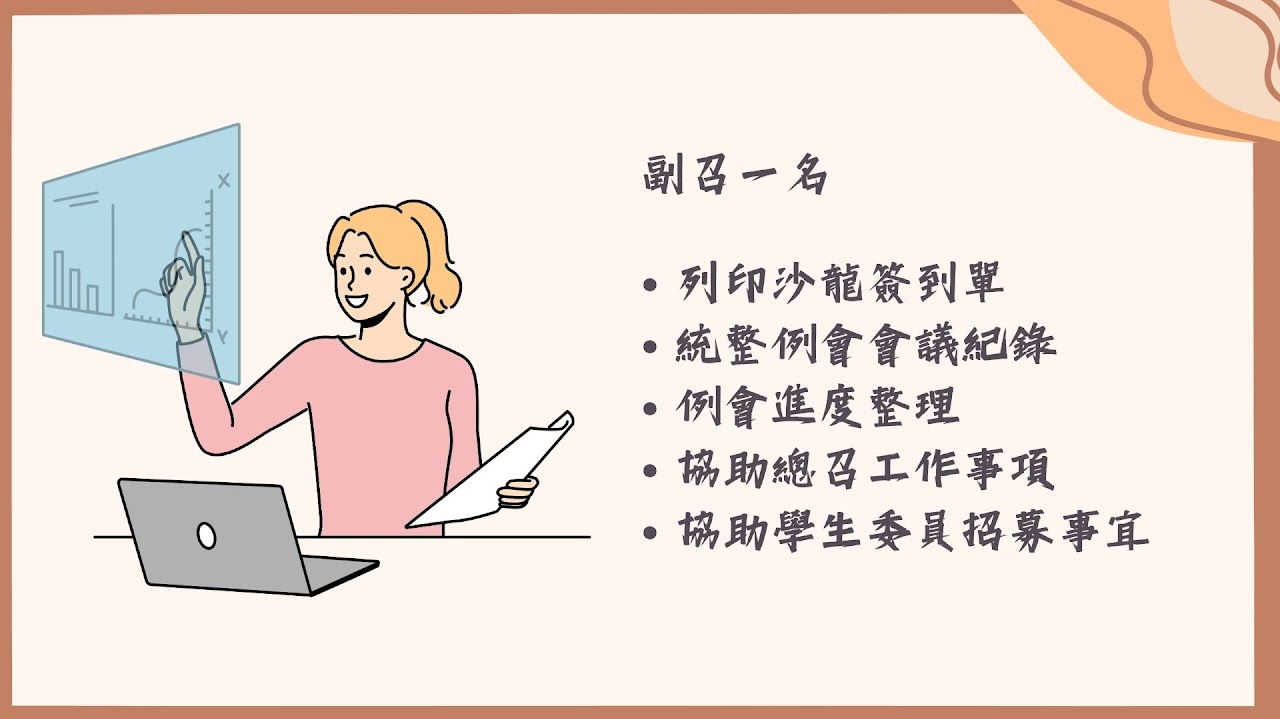 X
Y
副召一名
• 列印沙龍簽到單
• 統整例會會議紀錄
• 例會進度整理
• 協助總召工作事項
• 協助學生委員招募事宜